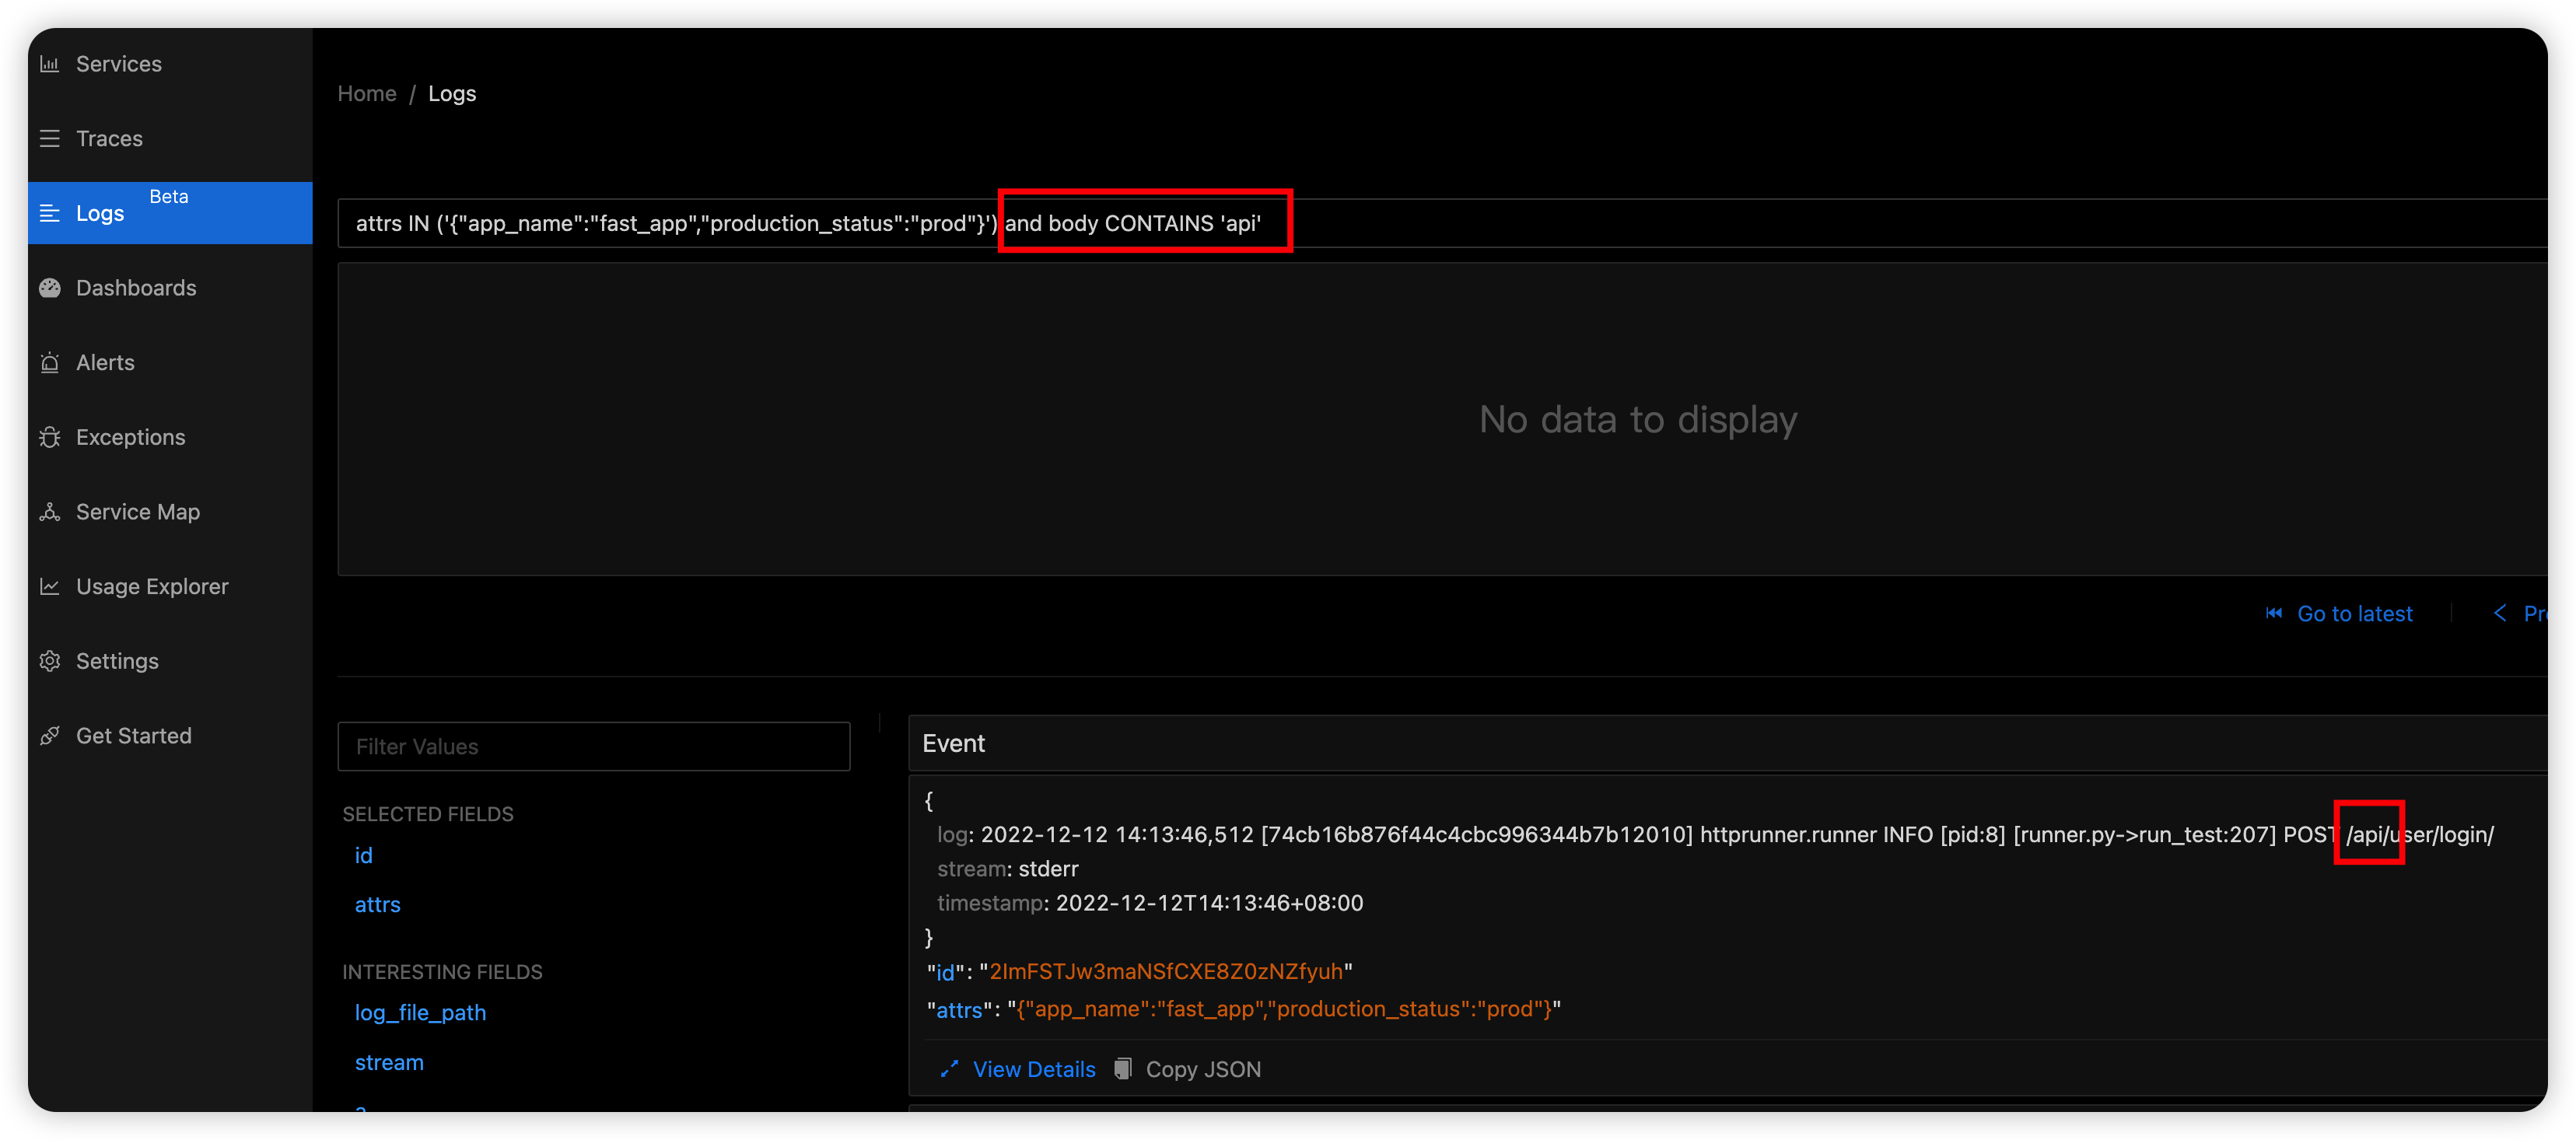 Services
Traces
Logs
Beta
Dashboards
Alerts
Exceptions
Service Map
Usage Explorer
Settings
Get Started
Home / Logs
attrs IN ('{"app_name":"fast_app","production_status":"prod"}') and body CONTAINS 'api'
No data to display
Go to latest
Filter Values
SELECTED FIELDS
id
attrs
INTERESTING FIELDS
log_file_path
stream
Event
{
log: 2022-12-12 14:13:46,512 [74cb16b876f44c4cbc996344b7b12010] httprunner.runner INFO [pid:8] [runner.py->run_test:207] POST /api/user/login/
stream: stderr
timestamp: 2022-12-12T14:13:46+08:00
}
"id": "2ImFSTJw3maNSfCXE8Z0zNZfyuh"
"attrs": "{"app_name":"fast_app","production_status":"prod"}"
View Details
Copy JSON